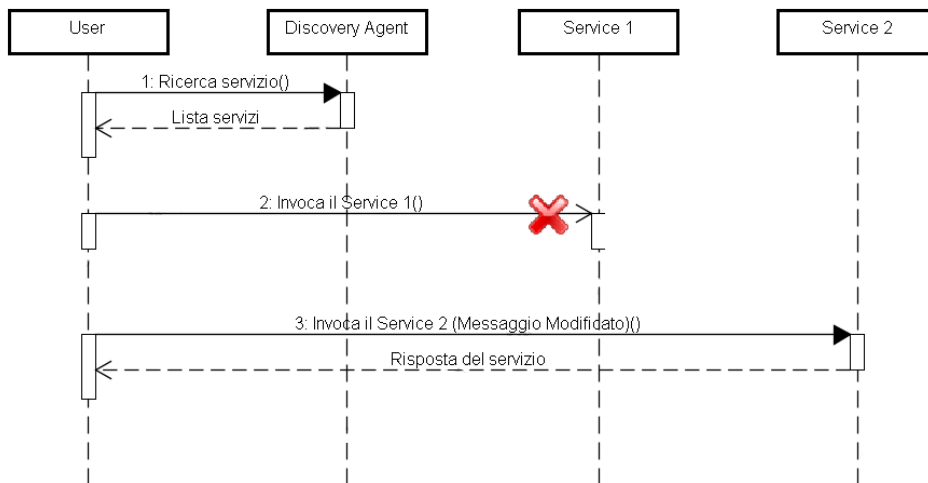 User
Discovery Agent
Service 1
Service 2
1: Ricerca servizio()
Lista servizi
2: Invoca il Service 1()
3: Invoca il Service 2 (Messaggio Modificato)()
Risposta del servizio